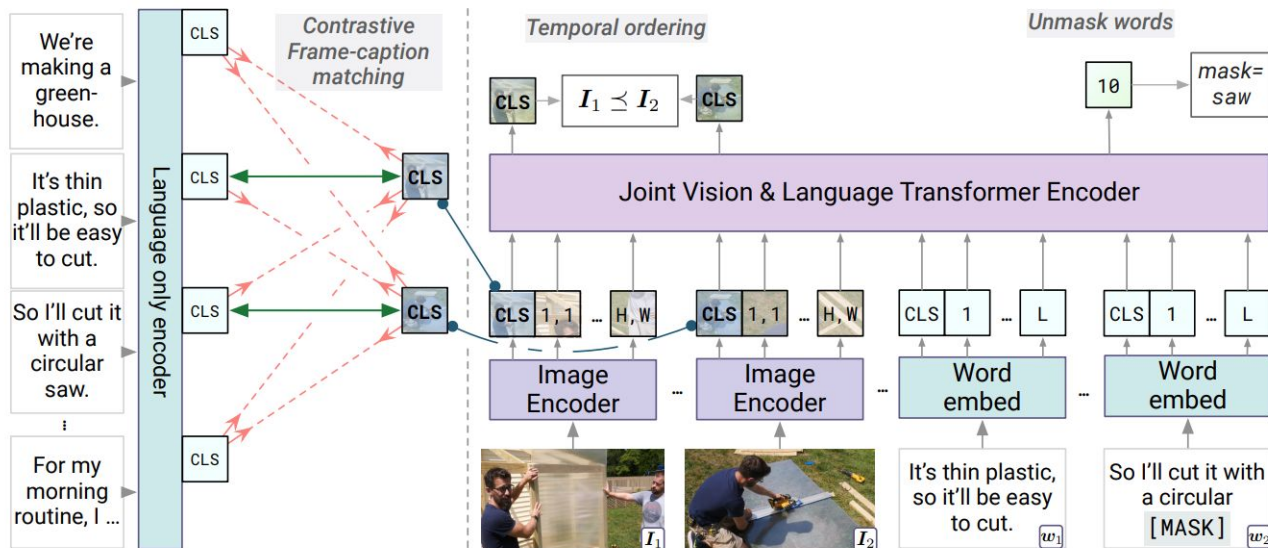 We're
making a
green-
house.
It's thin
plastic, so
it'll be easy
to cut.
So I'll cut it
with a
circular
saw.
...
For my
morning
routine, I ...
Language only encoder
CLS
CLS
CLS
CLS
Contrastive
Frame-caption
matching
CLS
CLS
Temporal ordering
CLS
I1 ⪯ I2
CLS
Unmask words
10
mask=
saw
Joint Vision & Language Transformer Encoder
CLS 1,1 ... H,W
CLS 1,1 ... H,W
CLS 1 ... L
CLS 1 ... L
Image
Encoder
...
Image
Encoder
...
Word
embed
...
Word
embed
I1
I2
It's thin plastic,
so it'll be easy
to cut.
w1
So I'll cut it with
a circular
[MASK]
w2